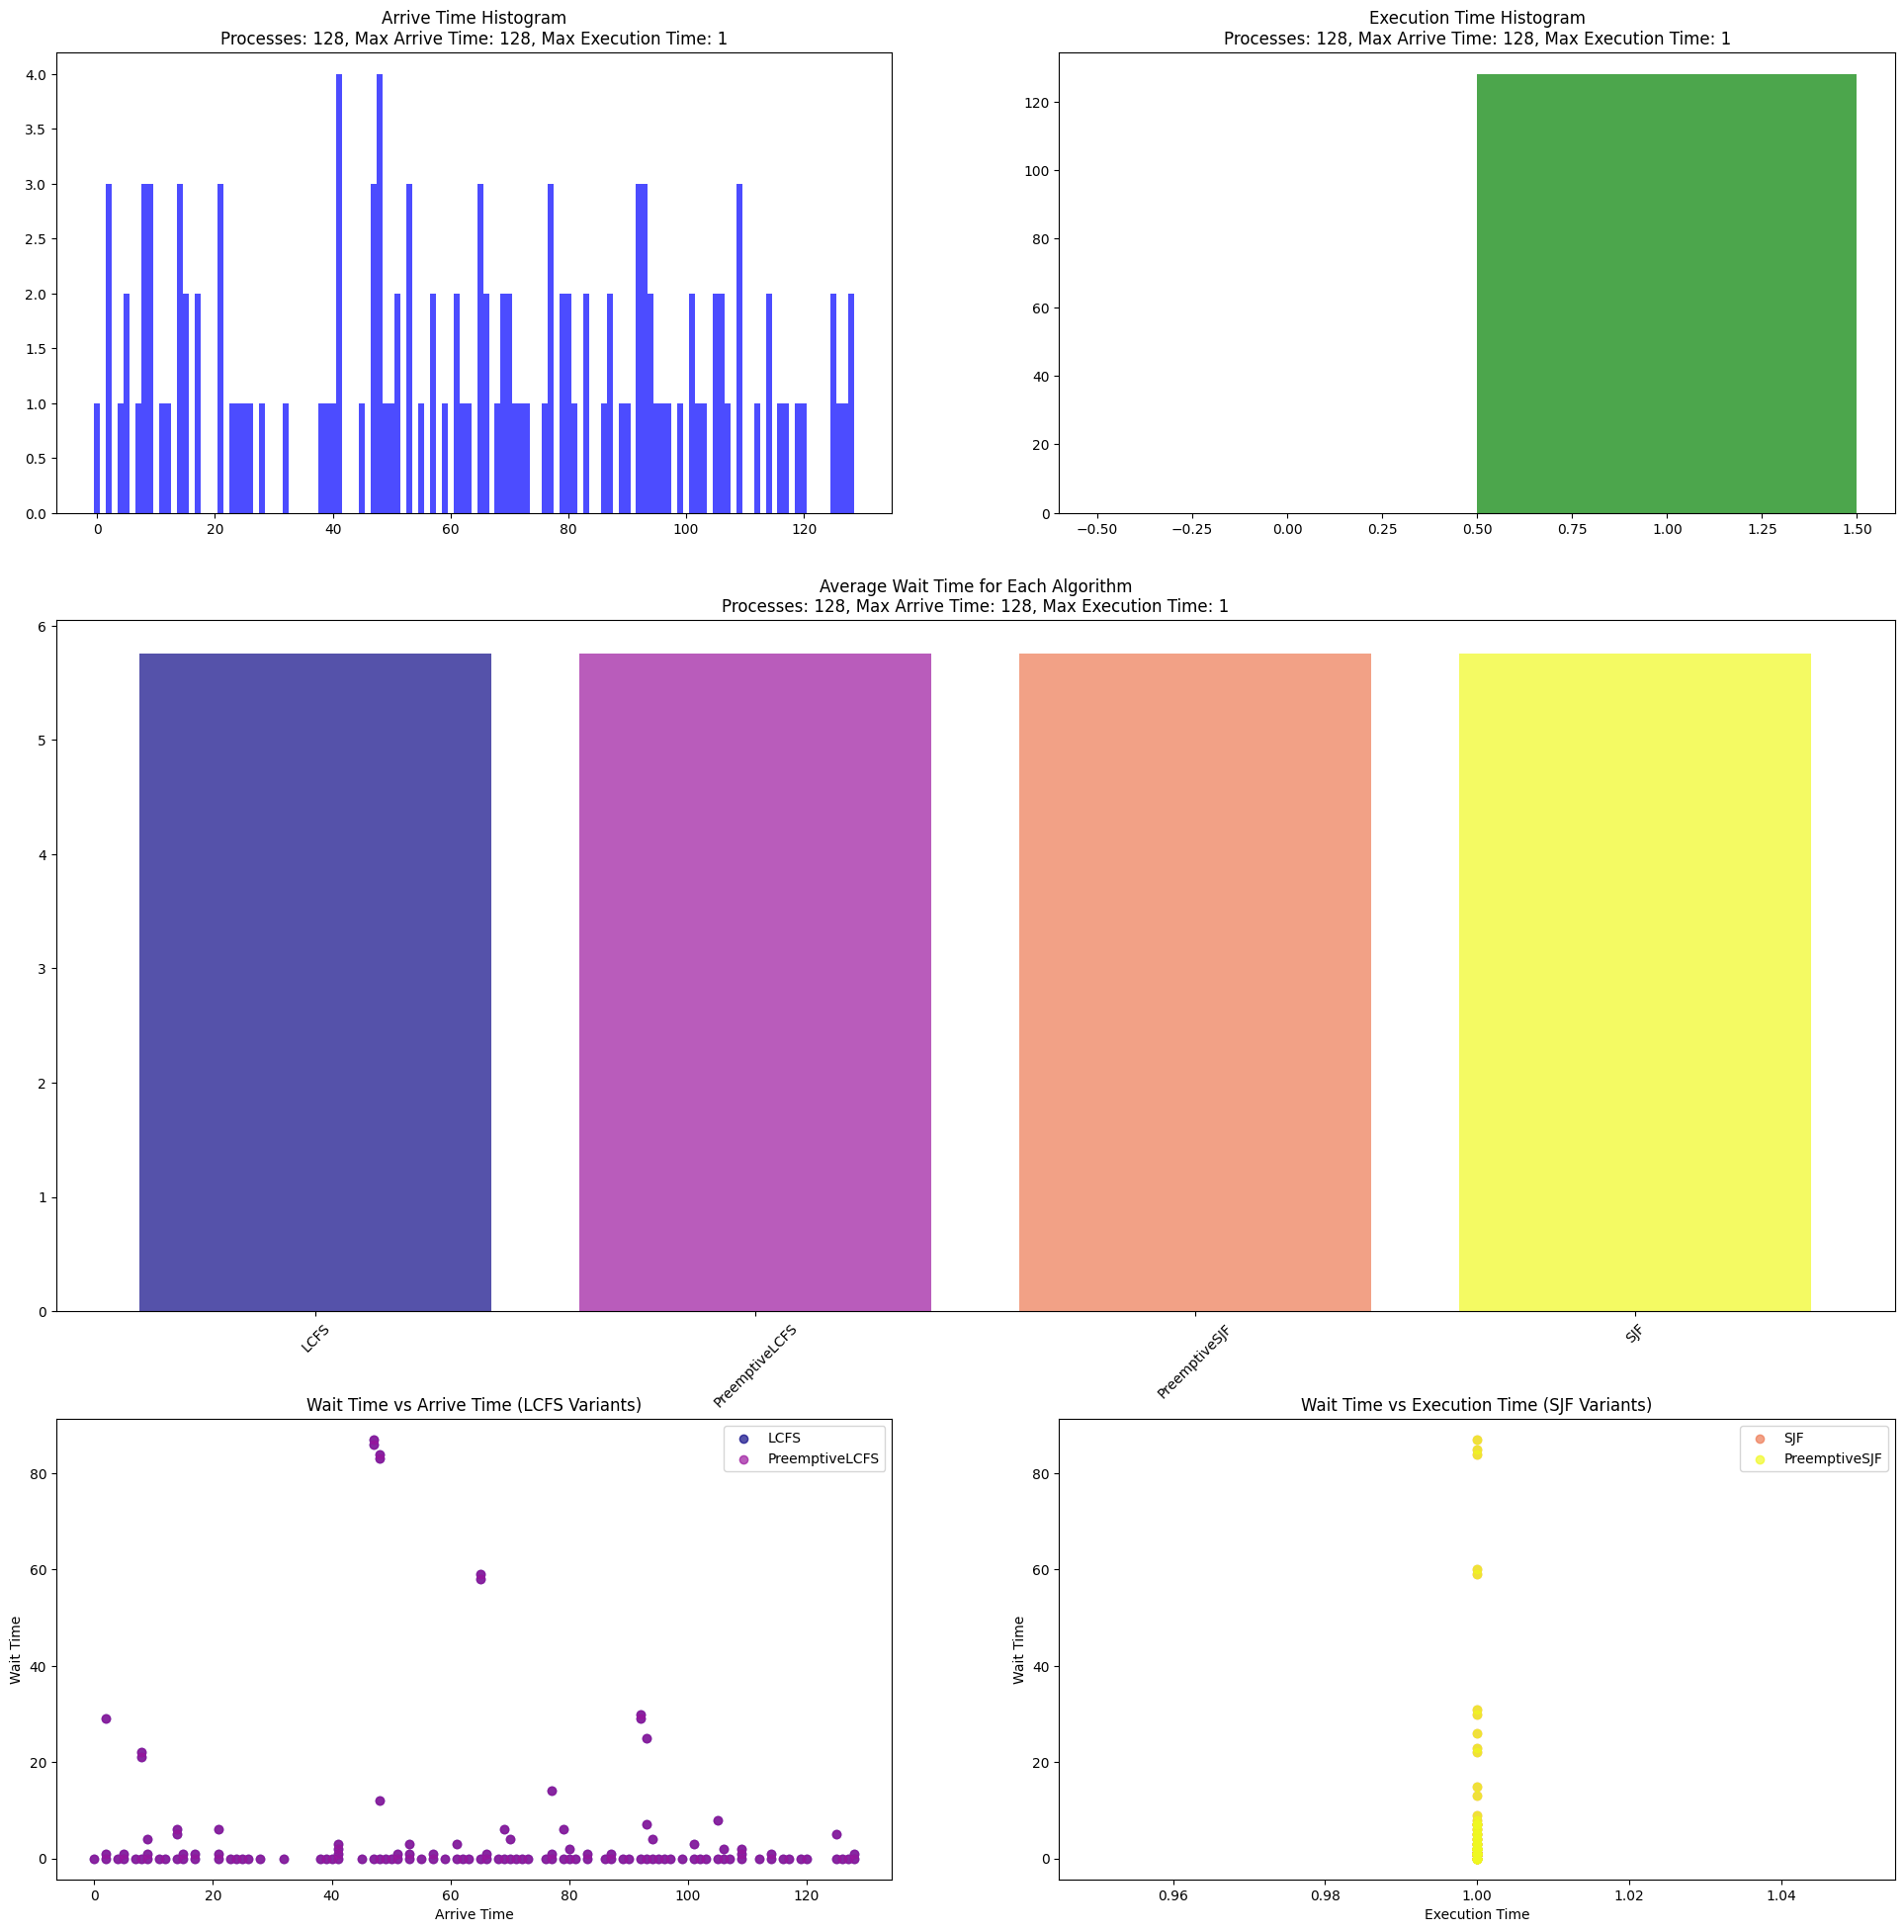 Arrive Time Histogram
Processes: 128, Max Arrive Time: 128, Max Execution Time: 1
4.0
3.5
3.0
2.5
2.0
1.5
1.0
0.5
0.0
0 20 40 60 80 100 120
Execution Time Histogram
Processes: 128, Max Arrive Time: 128, Max Execution Time: 1
120
100
80
60
40
20
0
−0.50 −0.25 0.00 0.25 0.50 0.75 1.00 1.25 1.50
Average Wait Time for Each Algorithm
Processes: 128, Max Arrive Time: 128, Max Execution Time: 1
6
5
4
3
2
1
0
LCFS
PreemptiveLCFS
PreemptiveSJF
SJF
Wait Time vs Arrive Time (LCFS Variants)
LCFS
PreemptiveLCFS
Wait Time
80
60
40
20
0
0 20 40 60 80 100 120
Arrive Time
Wait Time vs Execution Time (SJF Variants)
SJF
PreemptiveSJF
Wait Time
80
60
40
20
0
0.96 0.98 1.00 1.02 1.04
Execution Time